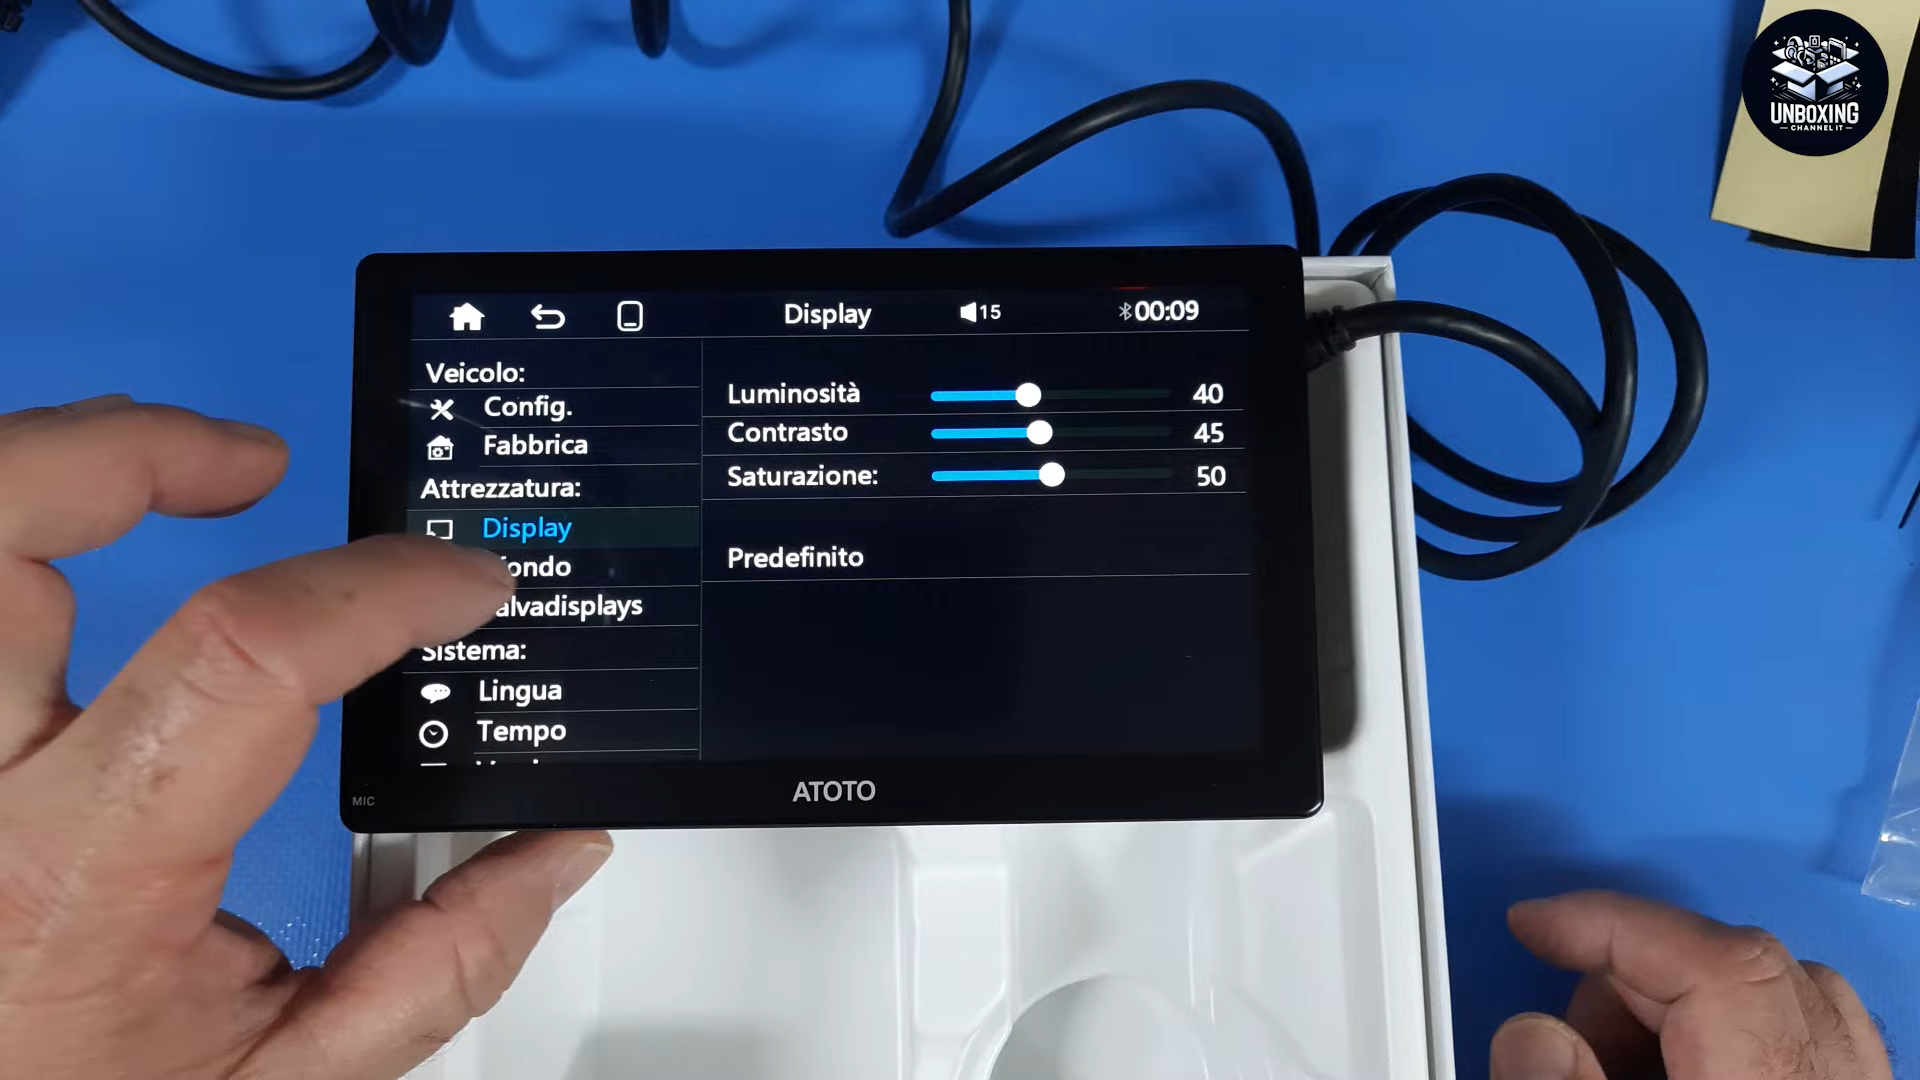 UNBOXING
CHANNEL IT
Display
15
00:09
Veicolo:
Config.
Fabbrica
Attrezzatura:
Display
Sistema:
Lingua
Tempo
Luminosità 40
Contrasto 45
Saturazione: 50
Predefinito
MIC
ATOTO